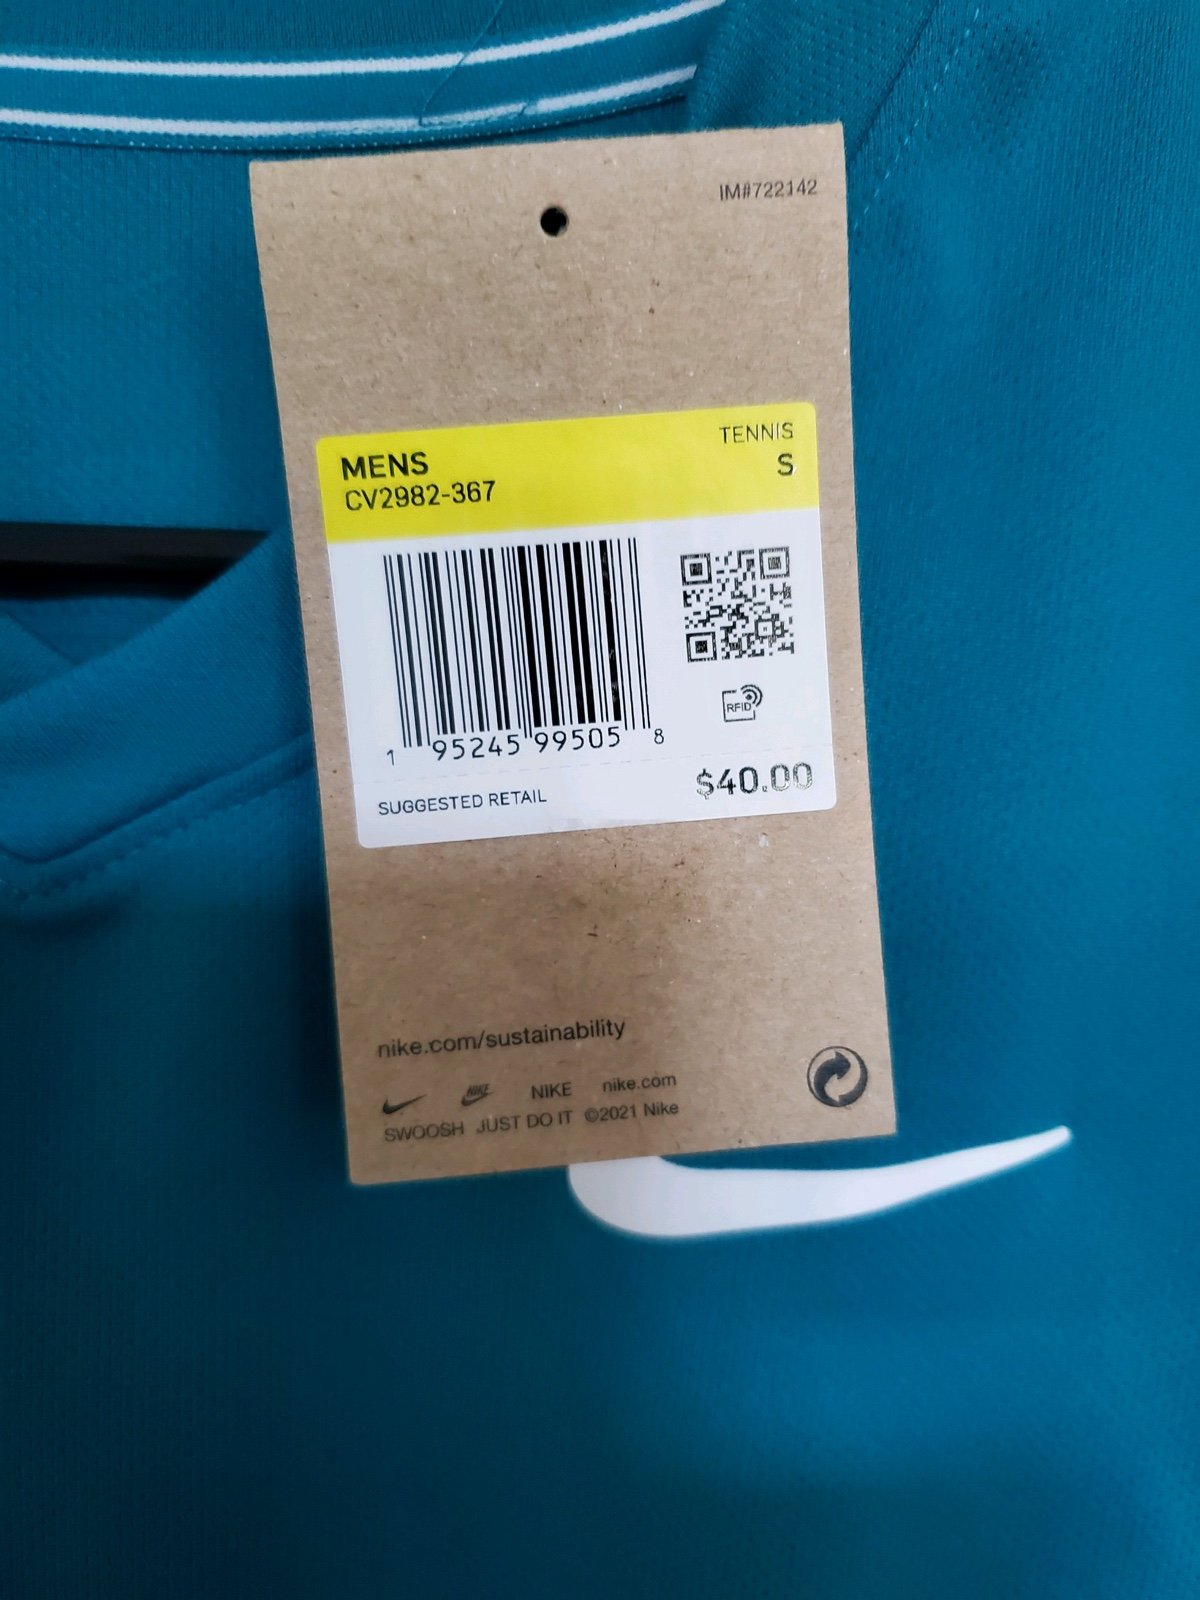 IM#722142
TENNIS
MENS
S
CV2982-367
RFID
1 95245 99505 8
$40.00
SUGGESTED RETAIL
nike.com/sustainability
NIKE NIKE nike.com
SWOOSH JUST DO IT ©2021 Nike